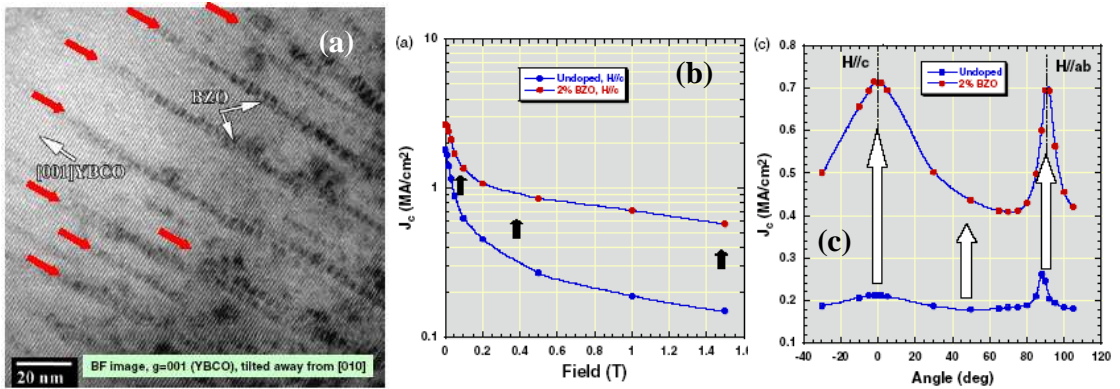 (a)
BZO
[001]YBCO
20 nm
BF image, g=001 (YBCO), tilted away from [010]
(a)
(b)
Undoped, H//c
2% BZO, H//c
10
1
0.1
J_c (MA/cm2)
0 0.2 0.4 0.6 0.8 1 1.2 1.4 1.6
Field (T)
(c)
H//c
H//ab
Undoped
2% BZO
0.8
0.7
0.6
0.5
0.4
0.3
0.2
0.1
J_c (MA/cm2)
(c)
-40 -20 0 20 40 60 80 100 120
Angle (deg)